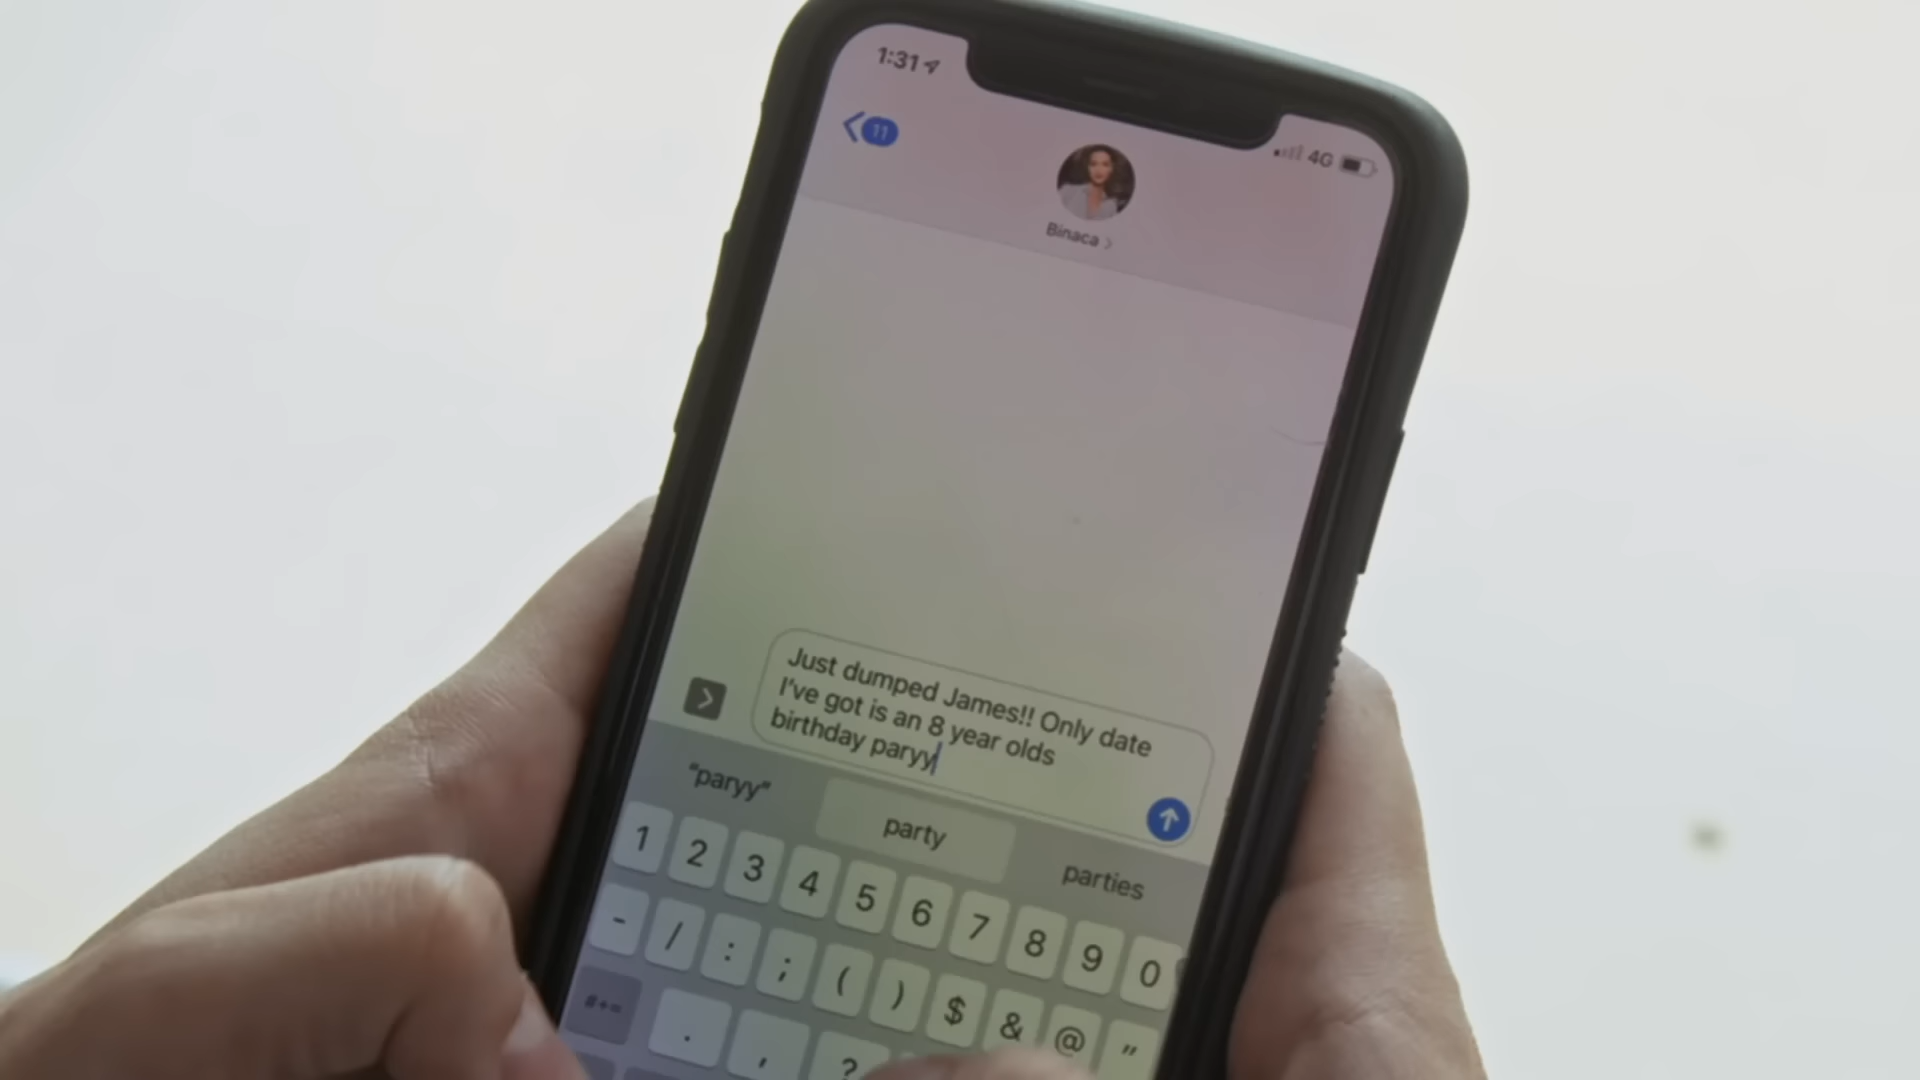 1:31
11
4G
Binaca
Just dumped James!! Only date
I've got is an 8 year olds
birthday paryy
"paryy" party parties
1 2 3 4 5 6 7 8 9 0
- / : ; ( ) $ & @ "
#+= . , ?